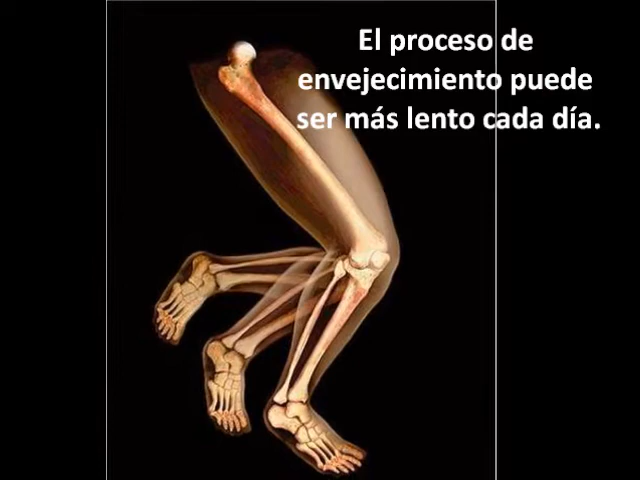 El proceso de
envejecimiento puede
ser más lento cada día.